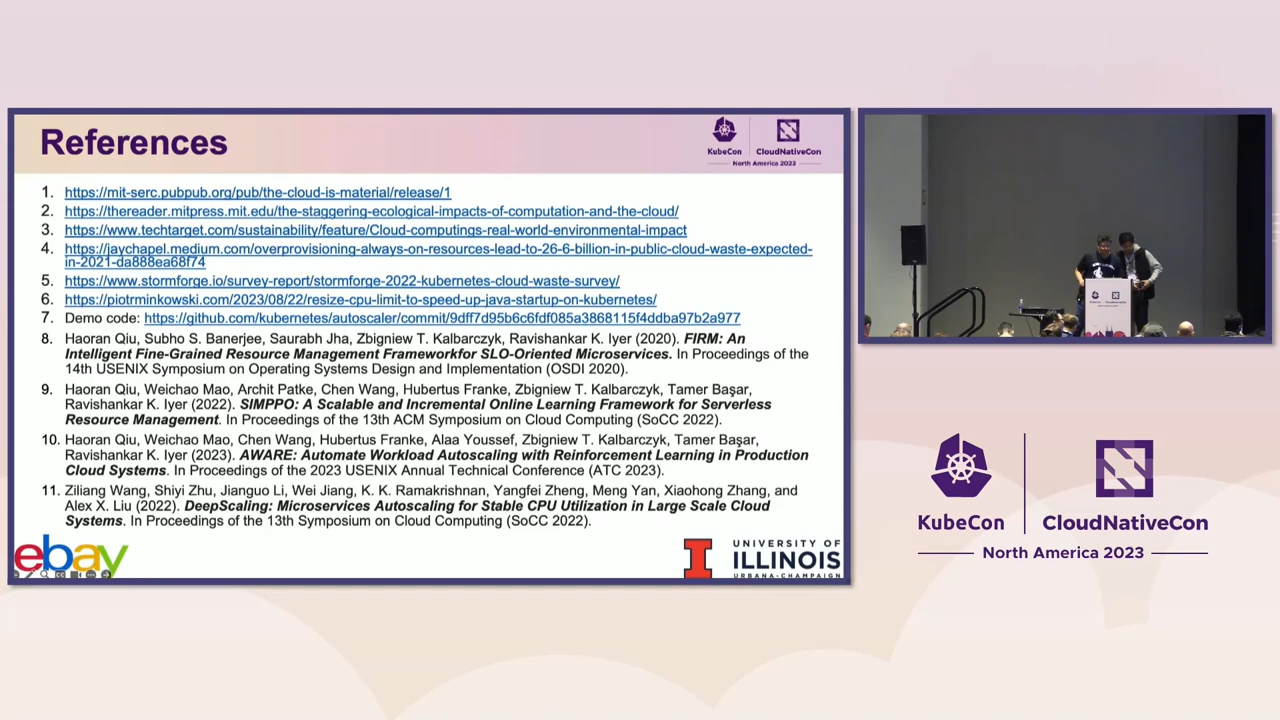 References
KubeCon
CloudNativeCon
North America 2023
1. https://mit-serc.pubpub.org/pub/the-cloud-is-material/release/1
2. https://thereader.mitpress.mit.edu/the-staggering-ecological-impacts-of-computation-and-the-cloud/
3. https://www.techtarget.com/sustainability/feature/Cloud-computings-real-world-environmental-impact
4. https://jaychapel.medium.com/overprovisioning-always-on-resources-lead-to-26-6-billion-in-public-cloud-waste-expected-
in-2021-da888ea68f74
5. https://www.stormforge.io/survey-report/stormforge-2022-kubernetes-cloud-waste-survey/
6. https://piotrminkowski.com/2023/08/22/resize-cpu-limit-to-speed-up-java-startup-on-kubernetes/
7. Demo code: https://github.com/kubernetes/autoscaler/commit/9dff7d95b6c6fdf085a3868115f4ddba97b2a977
8. Haoran Qiu, Subho S. Banerjee, Saurabh Jha, Zbigniew T. Kalbarczyk, Ravishankar K. Iyer (2020). FIRM: An
Intelligent Fine-Grained Resource Management Frameworkfor SLO-Oriented Microservices. In Proceedings of the
14th USENIX Symposium on Operating Systems Design and Implementation (OSDI 2020).
9. Haoran Qiu, Weichao Mao, Archit Patke, Chen Wang, Hubertus Franke, Zbigniew T. Kalbarczyk, Tamer Başar,
Ravishankar K. Iyer (2022). SIMPPO: A Scalable and Incremental Online Learning Framework for Serverless
Resource Management. In Proceedings of the 13th ACM Symposium on Cloud Computing (SoCC 2022).
10. Haoran Qiu, Weichao Mao, Chen Wang, Hubertus Franke, Alaa Youssef, Zbigniew T. Kalbarczyk, Tamer Başar,
Ravishankar K. Iyer (2023). AWARE: Automate Workload Autoscaling with Reinforcement Learning in Production
Cloud Systems. In Proceedings of the 2023 USENIX Annual Technical Conference (ATC 2023).
11. Ziliang Wang, Shiyi Zhu, Jianguo Li, Wei Jiang, K. K. Ramakrishnan, Yangfei Zheng, Meng Yan, Xiaohong Zhang, and
Alex X. Liu (2022). DeepScaling: Microservices Autoscaling for Stable CPU Utilization in Large Scale Cloud
Systems. In Proceedings of the 13th Symposium on Cloud Computing (SoCC 2022).
ebay
UNIVERSITY OF
ILLINOIS
URBANA-CHAMPAIGN
KubeCon
CloudNativeCon
North America 2023